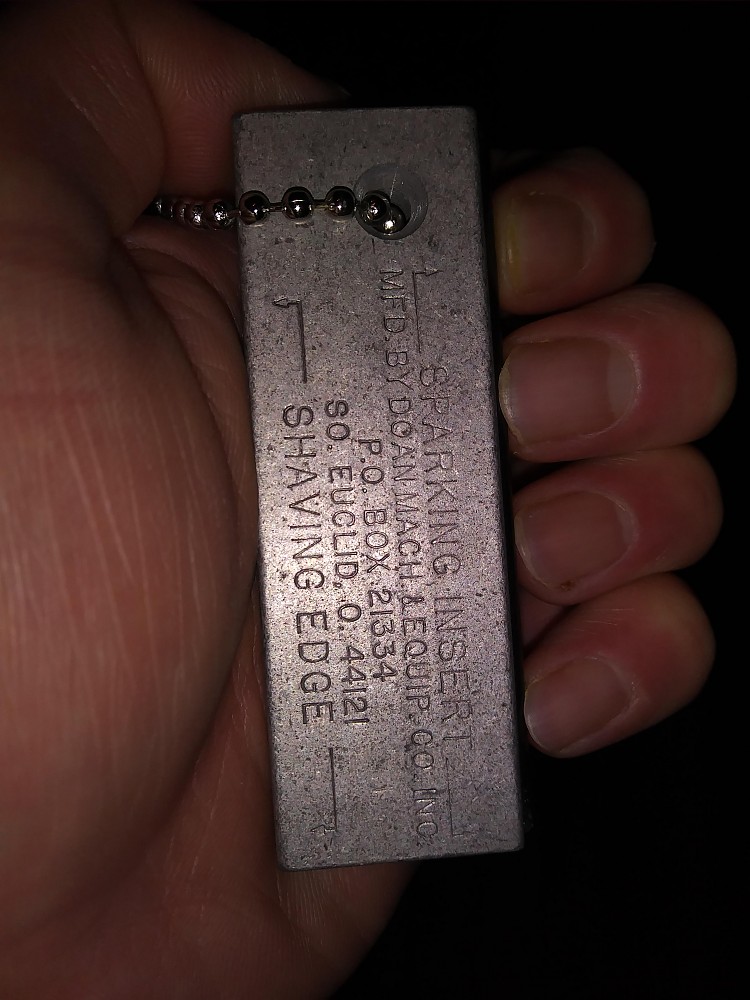 SPARKING INSERT
MFD. BY DOAN MACH. & EQUIP. CO. INC.
P.O. BOX 21334
SO. EUCLID, O. 44121
SHAVING EDGE